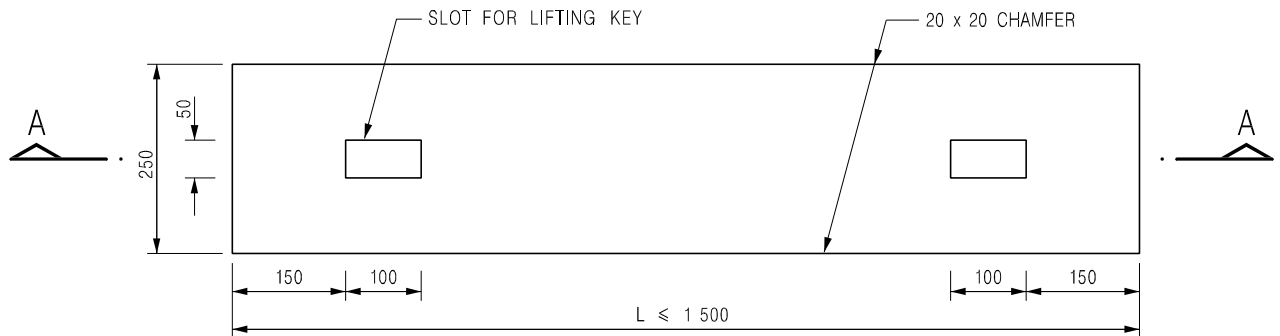 SLOT FOR LIFTING KEY
20 x 20 CHAMFER
A
50
250
A
150
100
100
150
L ≤ 1 500